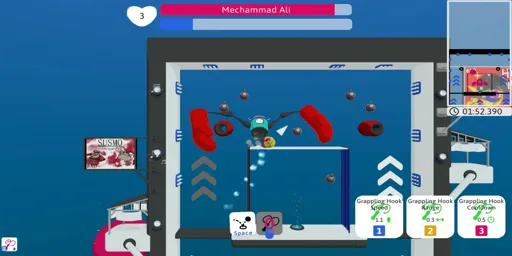 3
Mechammad Ali
01:52.390
SUSMO
Space
Grappling Hook
Speed
1.1
1
Grappling Hook
Range
0.3
2
Grappling Hook
Cooldown
0.5
3